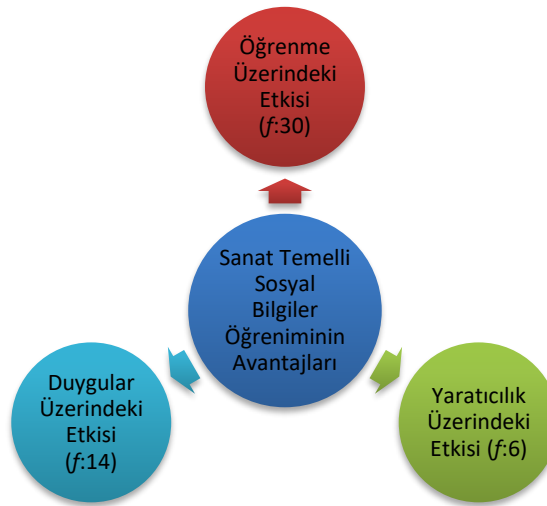 Öğrenme
Üzerindeki
Etkisi
(f:30)
Sanat Temelli
Sosyal
Bilgiler
Öğreniminin
Avantajları
Duygular
Üzerindeki
Etkisi
(f:14)
Yaratıcılık
Üzerindeki
Etkisi (f:6)